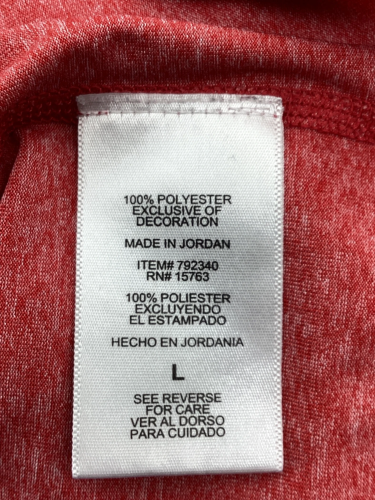 100% POLYESTER
EXCLUSIVE OF
DECORATION
MADE IN JORDAN
ITEM# 792340
RN# 15763
100% POLIESTER
EXCLUYENDO
EL ESTAMPADO
HECHO EN JORDANIA
L
SEE REVERSE
FOR CARE
VER AL DORSO
PARA CUIDADO